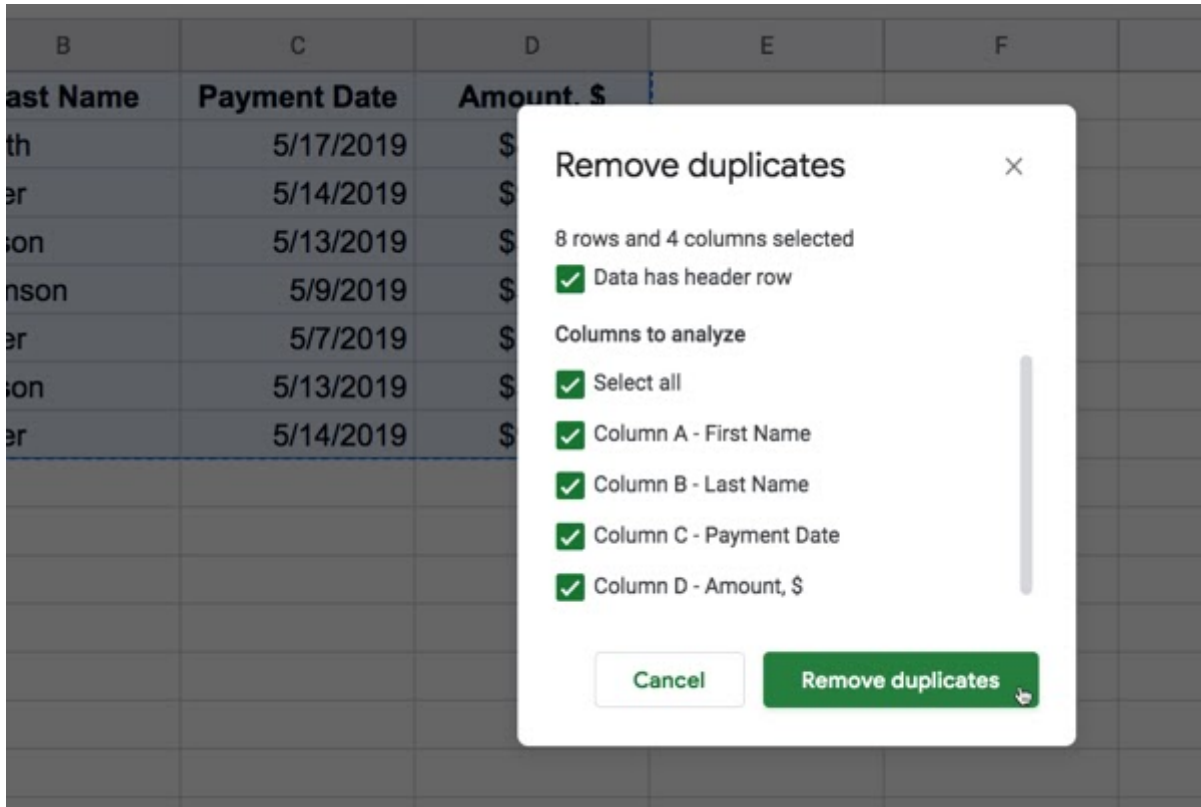 B C D E F
ast Name Payment Date Amount, $
th 5/17/2019 $
er 5/14/2019 $
son 5/13/2019 $
nson 5/9/2019 $
er 5/7/2019 $
son 5/13/2019 $
er 5/14/2019 $
Remove duplicates
8 rows and 4 columns selected
Data has header row
Columns to analyze
Select all
Column A - First Name
Column B - Last Name
Column C - Payment Date
Column D - Amount, $
Cancel Remove duplicates